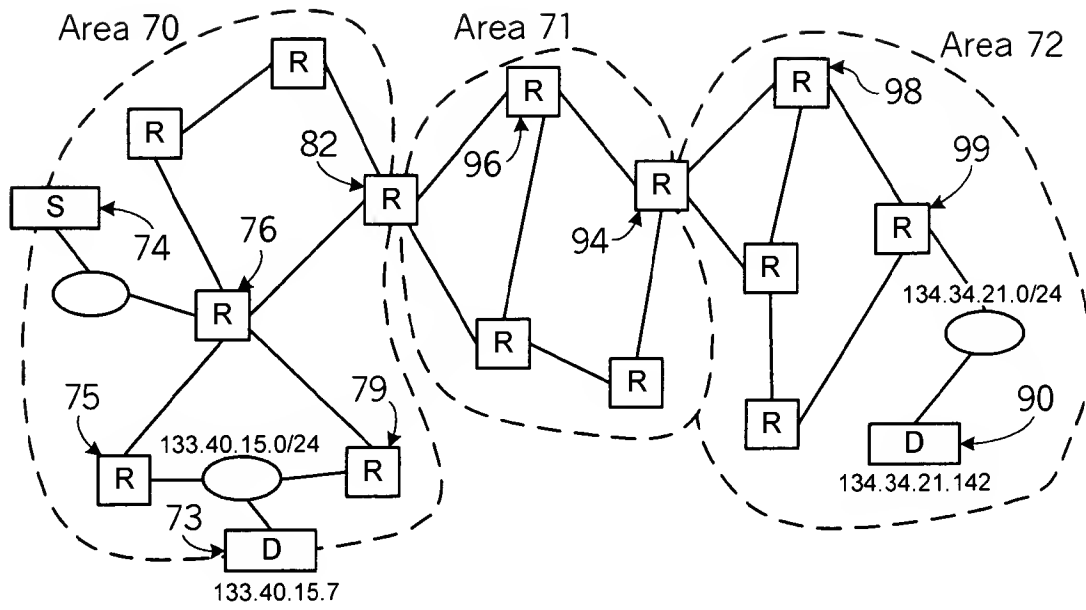 Area 70
Area 71
Area 72
R
R
R
98
R
82
96
99
R
R
S
94
R
74
76
R
134.34.21.0/24
R
R
75
79
R
90
133.40.15.0/24
R
D
R
R
134.34.21.142
73
D
133.40.15.7